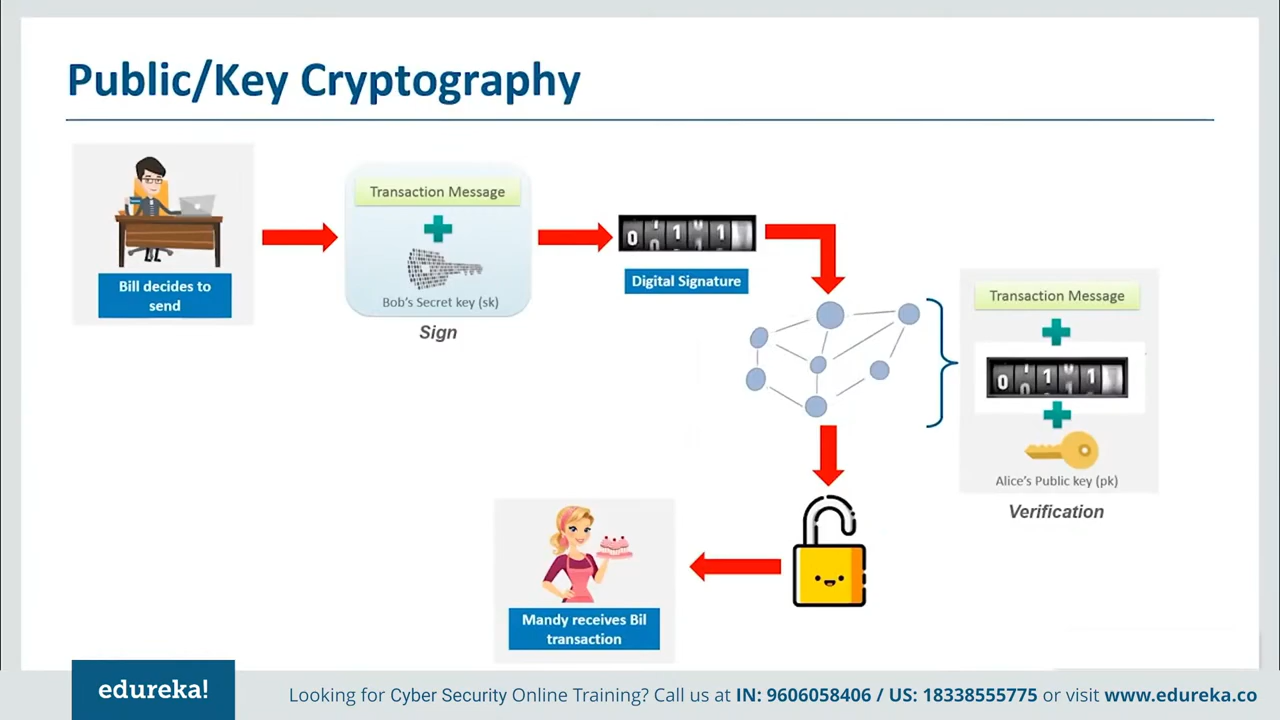 Public/Key Cryptography
Bill decides to
send
Transaction Message
Bob's Secret key (sk)
Sign
Digital Signature
Transaction Message
Alice's Public key (pk)
Verification
Mandy receives Bil
transaction
edureka!
Looking for Cyber Security Online Training? Call us at IN: 9606058406 / US: 18338555775 or visit www.edureka.co